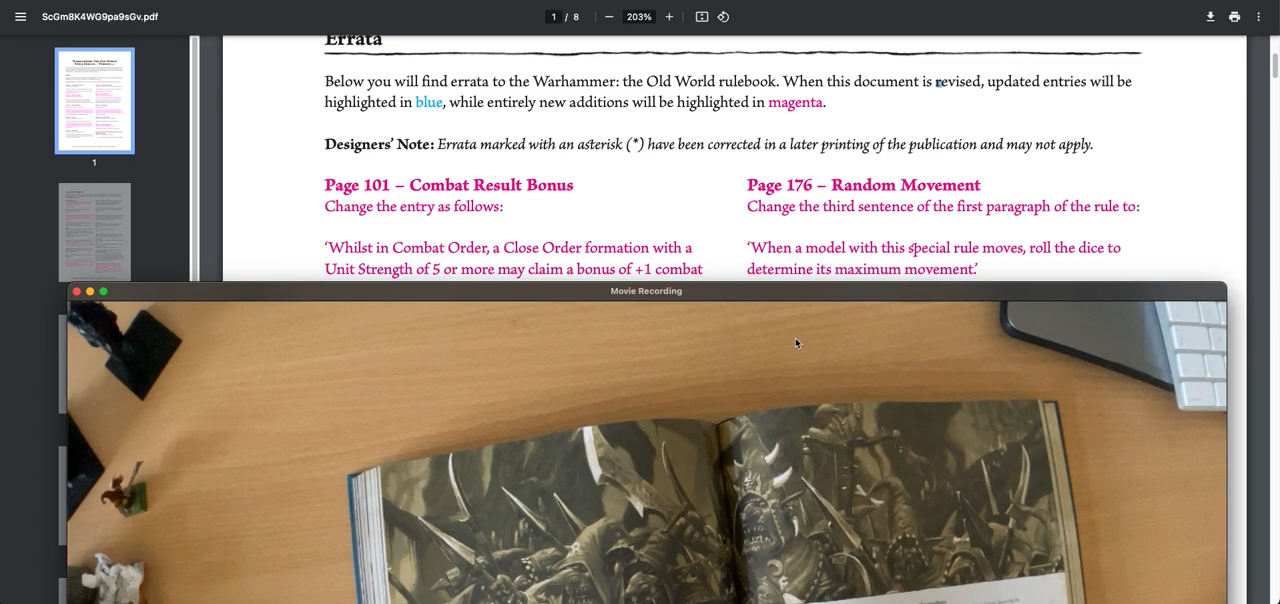 ScGm8K4WG9pa9sGv.pdf
1 / 8
203%
Errata
Below you will find errata to the Warhammer: the Old World rulebook. When this document is revised, updated entries will be
highlighted in blue, while entirely new additions will be highlighted in magenta.
Designers' Note: Errata marked with an asterisk (*) have been corrected in a later printing of the publication and may not apply.
Page 101 – Combat Result Bonus
Change the entry as follows:
'Whilst in Combat Order, a Close Order formation with a
Unit Strength of 5 or more may claim a bonus of +1 combat
Page 176 – Random Movement
Change the third sentence of the first paragraph of the rule to:
'When a model with this special rule moves, roll the dice to
determine its maximum movement.'
1
Movie Recording